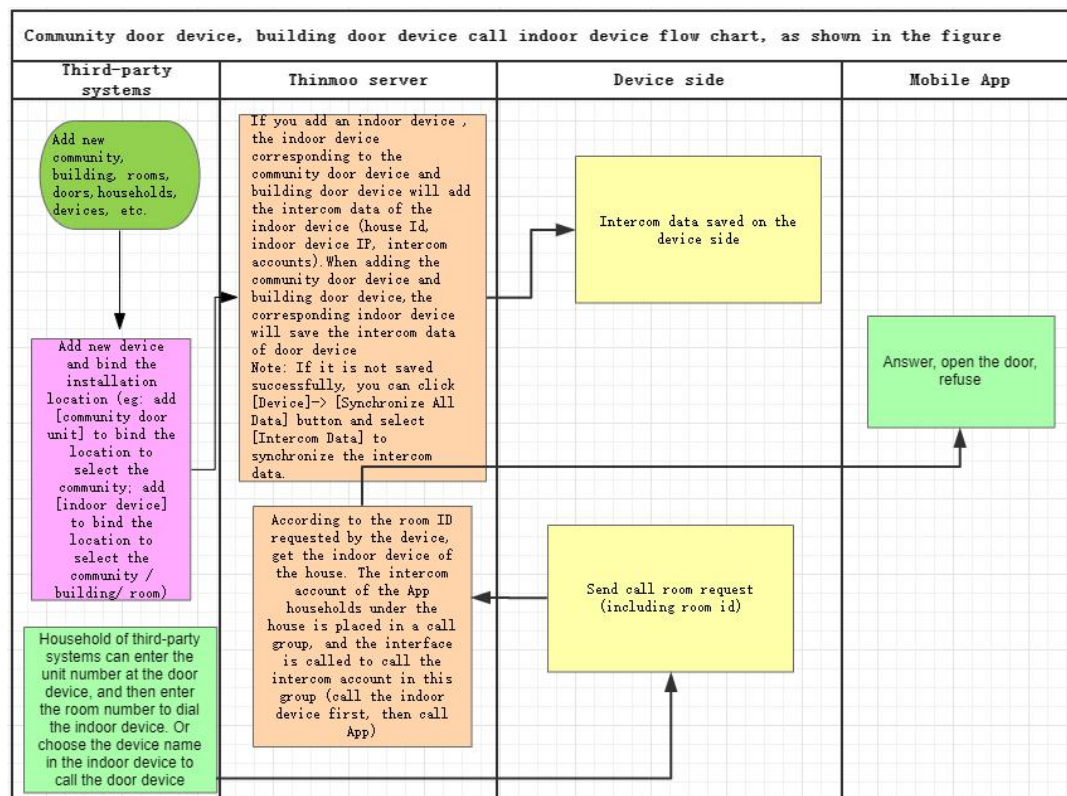 Community door device, building door device call indoor device flow chart, as shown in the figure
Third-party
systems
Thinmoo server
Device side
Mobile App
Add new
community,
building, rooms,
doors,households,
devices, etc.
Add new device
and bind the
installation
location (eg: add
[community door
unit] to bind the
location to
select the
community; add
[indoor device]
to bind the
location to
select the
community /
building/ room)
Household of third-party
systems can enter the
unit number at the door
device, and then enter
the room number to dial
the indoor device. Or
choose the device name
in the indoor device to
call the door device
If you add an indoor device ,
the indoor device
corresponding to the
community door device and
building door device will add
the intercom data of the
indoor device (house Id,
indoor device IP, intercom
accounts).When adding the
community door device and
building door device,the
corresponding indoor device
will save the intercom data
of door device
Note: If it is not saved
successfully, you can click
[Device]-> [Synchronize All
Data] button and select
[Intercom Data] to
synchronize the intercom
data.
According to the room ID
requested by the device,
get the indoor device of
the house. The intercom
account of the App
households under the
house is placed in a call
group, and the interface
is called to call the
intercom account in this
group (call the indoor
device first, then call
App)
Intercom data saved on the
device side
Send call room request
(including room id)
Answer, open the door,
refuse